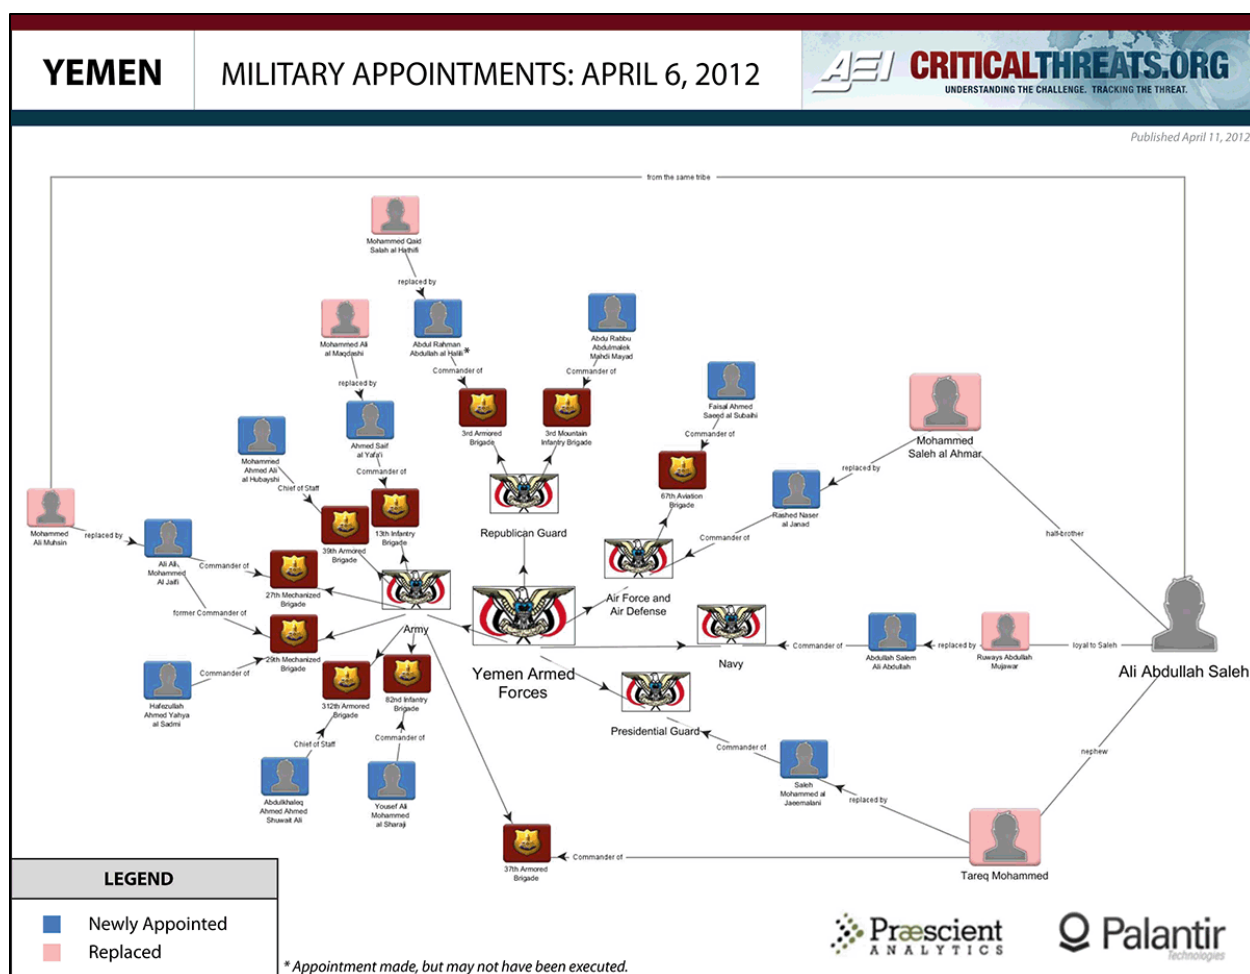 YEMEN
MILITARY APPOINTMENTS: APRIL 6, 2012
AEI
CRITICALTHREATS.ORG
UNDERSTANDING THE CHALLENGE. TRACKING THE THREAT.
Published April 11, 2012
from the same tribe
Mohammed Qaid
Salah al Hathifi
replaced by
Mohammed Ali
al Maqdashi
Abdul Rahman
Abdullah al Halili *
Abdu Rabbu
Abdulmalek
Mahdi Mayad
replaced by
Commander of
Commander of
Faisal Ahmed
Saeed al Subaihi
Mohammed
Saleh al Ahmar
3rd Armored
Brigade
3rd Mountain
Infantry Brigade
Commander of
Mohammed
Ahmed Ali
al Hubayshi
Ahmed Saif
al Yafa'i
Commander of
Chief of Staff
67th Aviation
Brigade
replaced by
Rashed Naser
al Janad
Mohammed
Ali Muhsin
replaced by
Ali Ali
Mohammed
Al Jaifi
39th Armored
Brigade
13th Infantry
Brigade
Republican Guard
Commander of
half-brother
Commander of
27th Mechanized
Brigade
Air Force and
Air Defense
former Commander of
Army
29th Mechanized
Brigade
Yemen Armed
Forces
Navy
Commander of
Abdullah Salem
Ali Abdullah
replaced by
Ruways Abdullah
Mujawar
loyal to Saleh
Ali Abdullah Saleh
Commander of
Hafezullah
Ahmed Yahya
al Sadmi
312th Armored
Brigade
82nd Infantry
Brigade
Presidential Guard
Chief of Staff
Commander of
Commander of
nephew
Abdulkhaleq
Ahmed Ahmed
Shuwait Ali
Yousef Ali
Mohammed
al Sharaji
Saleh
Mohammed al
Jaeemalani
replaced by
37th Armored
Brigade
Commander of
Tareq Mohammed
LEGEND
Newly Appointed
Replaced
* Appointment made, but may not have been executed.
Præscient
ANALYTICS
Palantir
Technologies